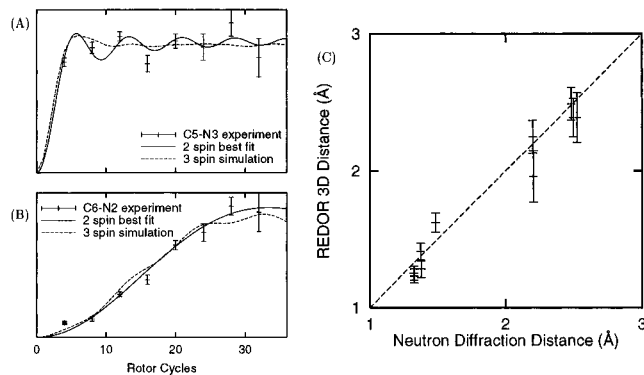 (A)
C5-N3 experiment
2 spin best fit
3 spin simulation
(B)
C6-N2 experiment
2 spin best fit
3 spin simulation
0
10
20
30
Rotor Cycles
(C)
3
2
1
REDOR 3D Distance (Å)
1
2
3
Neutron Diffraction Distance (Å)